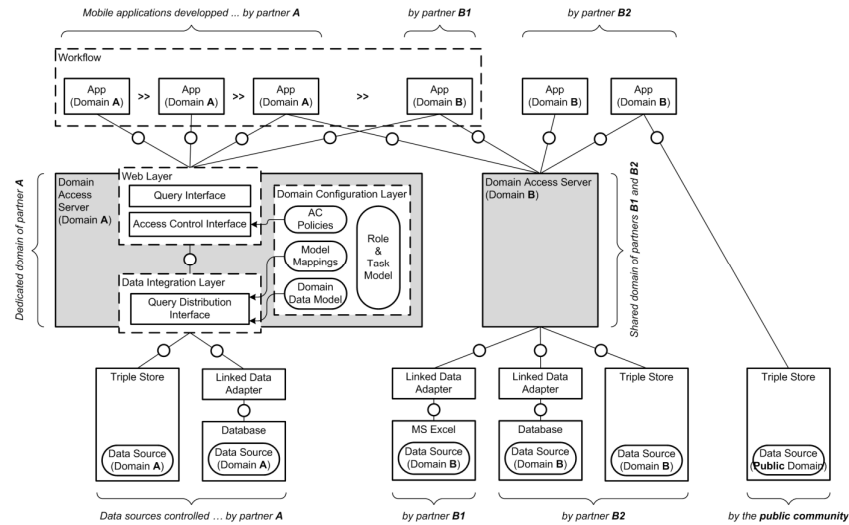 Mobile applications developped ... by partner A
by partner B1
by partner B2
Workflow
App
(Domain A)
>>
App
(Domain A)
>>
App
(Domain A)
>>
App
(Domain B)
App
(Domain B)
App
(Domain B)
Dedicated domain of partner A
Domain
Access
Server
(Domain A)
Web Layer
Query Interface
Access Control Interface
Domain Configuration Layer
AC
Policies
Model
Mappings
Domain
Data Model
Role
&
Task
Model
Data Integration Layer
Query Distribution
Interface
Domain Access Server
(Domain B)
Shared domain of partners B1 and B2
Triple Store
Data Source
(Domain A)
Linked Data
Adapter
Database
Data Source
(Domain A)
Linked Data
Adapter
MS Excel
Data Source
(Domain B)
Linked Data
Adapter
Database
Data Source
(Domain B)
Triple Store
Data Source
(Domain B)
Triple Store
Data Source
(Public Domain)
Data sources controlled ... by partner A
by partner B1
by partner B2
by the public community